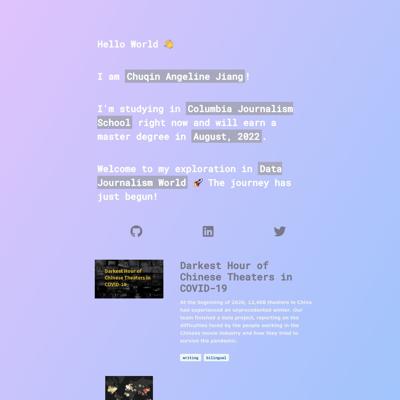 Hello World 👋
I am Chuqin Angeline Jiang!
I'm studying in Columbia Journalism
School right now and will earn a
master degree in August, 2022.
Welcome to my exploration in Data
Journalism World 🚀 The journey has
just begun!
Darkest Hour of
Chinese Theaters in
COVID-19
Darkest Hour of
Chinese Theaters in
COVID-19
At the beginning of 2020, 12,408 theaters in China
had experienced an unprecedented winter. Our
team finished a data project, reporting on the
difficulties faced by the people working in the
Chinese movie industry and how they tried to
survive the pandemic.
writing bilingual